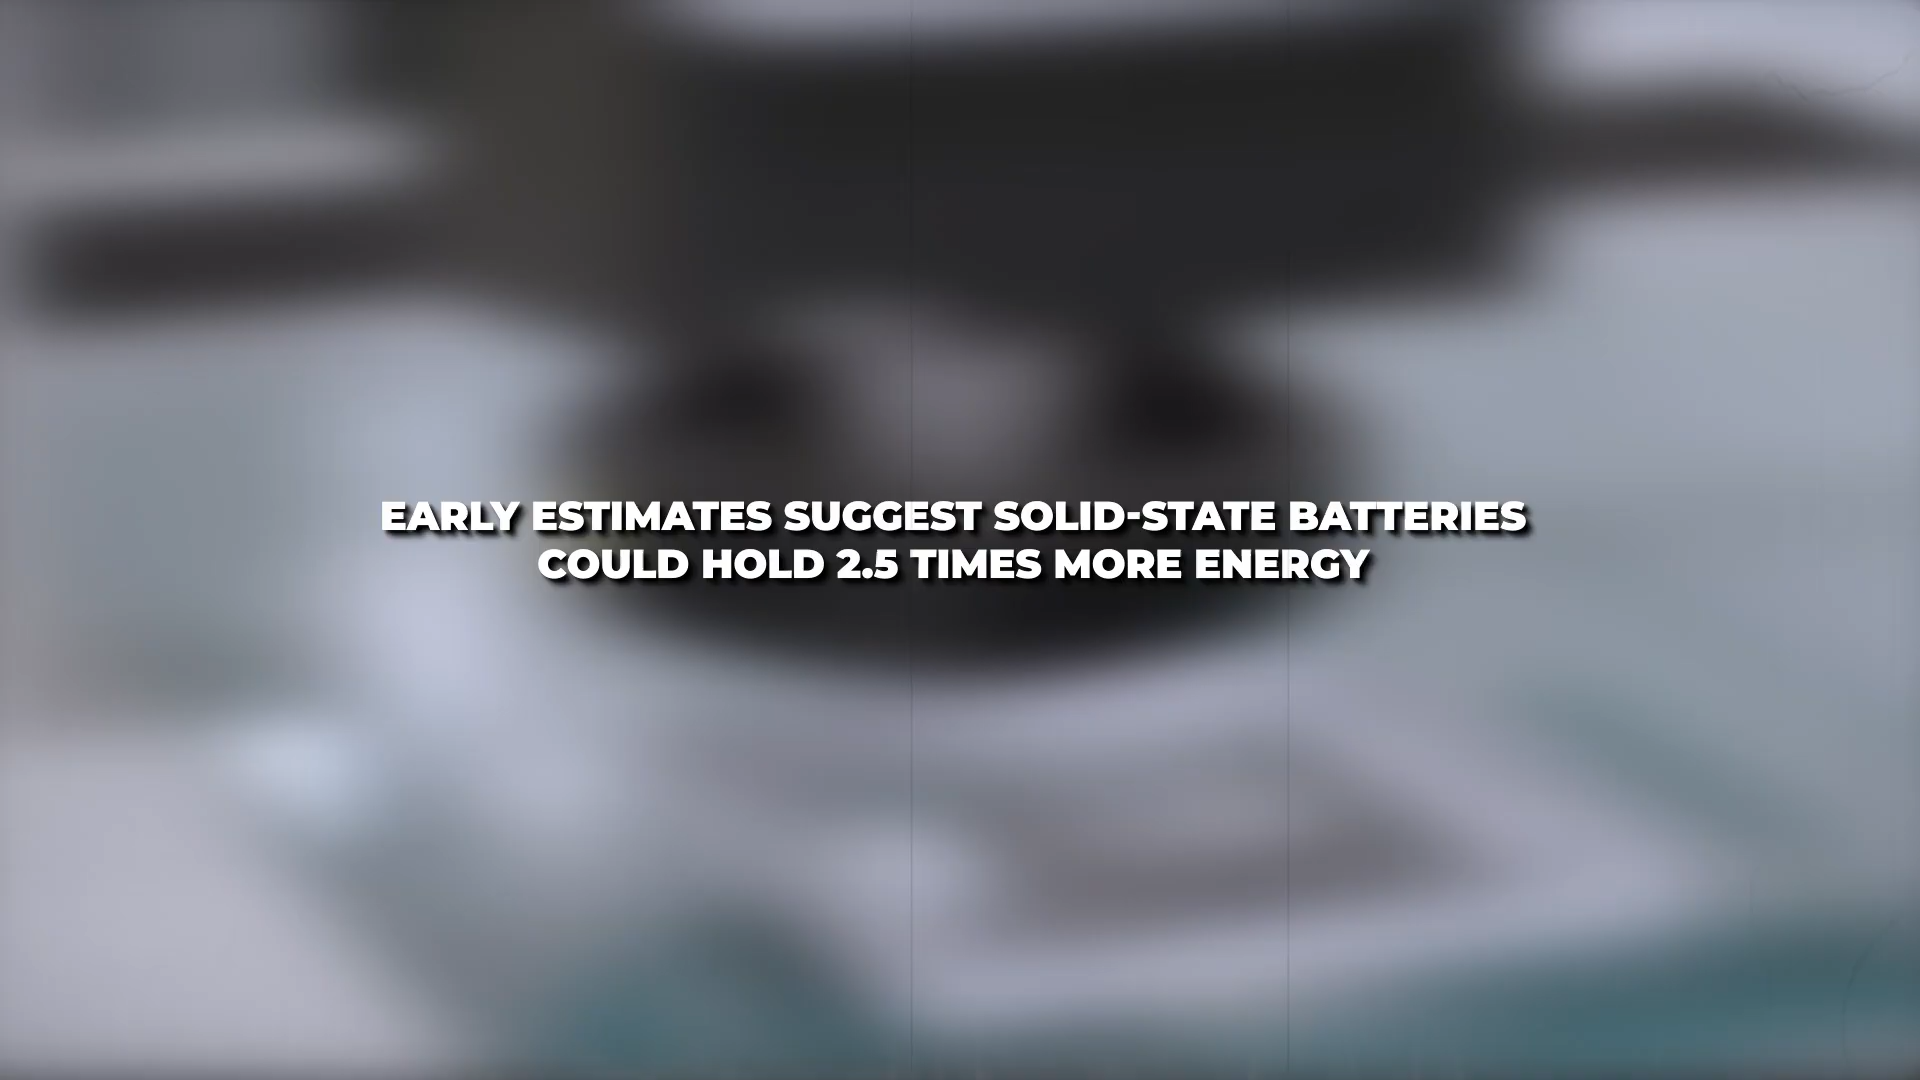 EARLY ESTIMATES SUGGEST SOLID-STATE BATTERIES
COULD HOLD 2.5 TIMES MORE ENERGY